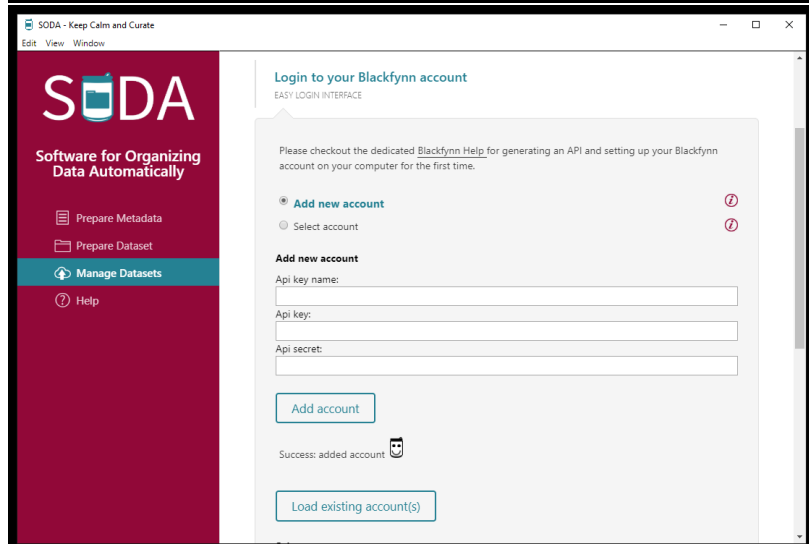 SODA - Keep Calm and Curate
Edit View Window
SODA
Software for Organizing
Data Automatically
Prepare Metadata
Prepare Dataset
Manage Datasets
Help
Login to your Blackfynn account
EASY LOGIN INTERFACE
Please checkout the dedicated Blackfynn Help for generating an API and setting up your Blackfynn
account on your computer for the first time.
Add new account
Select account
Add new account
Api key name:
Api key:
Api secret:
Add account
Success: added account
Load existing account(s)